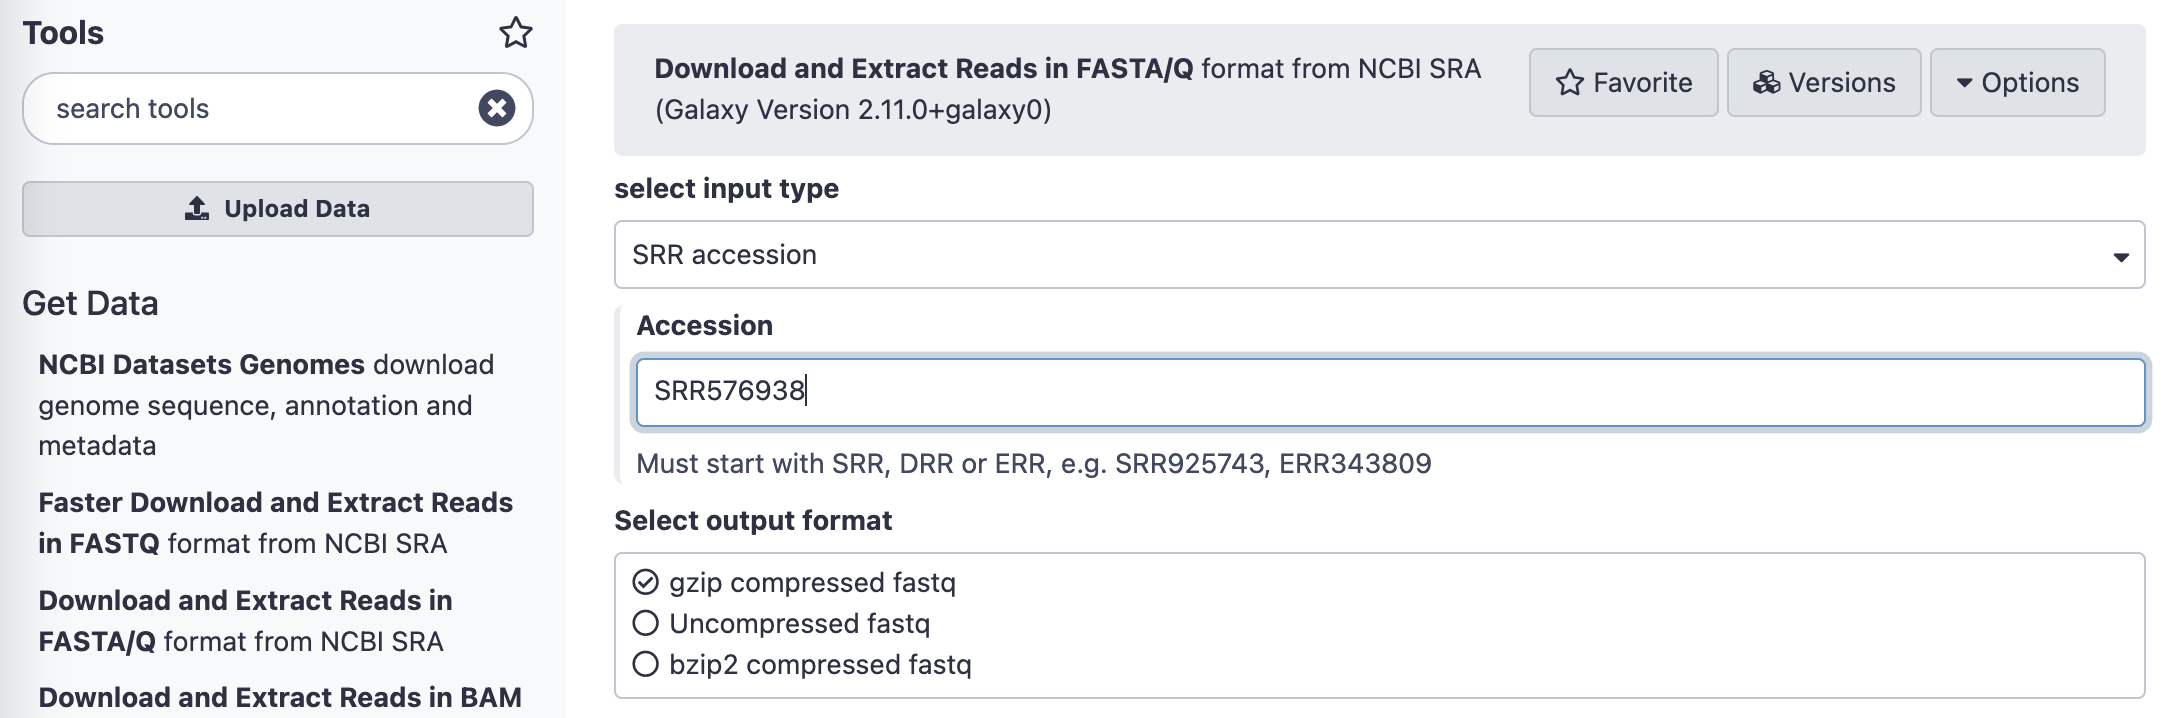 Tools
search tools
Upload Data
Get Data
NCBI Datasets Genomes download
genome sequence, annotation and
metadata
Faster Download and Extract Reads
in FASTQ format from NCBI SRA
Download and Extract Reads in
FASTA/Q format from NCBI SRA
Download and Extract Reads in BAM
Download and Extract Reads in FASTA/Q format from NCBI SRA
(Galaxy Version 2.11.0+galaxy0)
Favorite
Versions
Options
select input type
SRR accession
Accession
SRR576938
Must start with SRR, DRR or ERR, e.g. SRR925743, ERR343809
Select output format
gzip compressed fastq
Uncompressed fastq
bzip2 compressed fastq